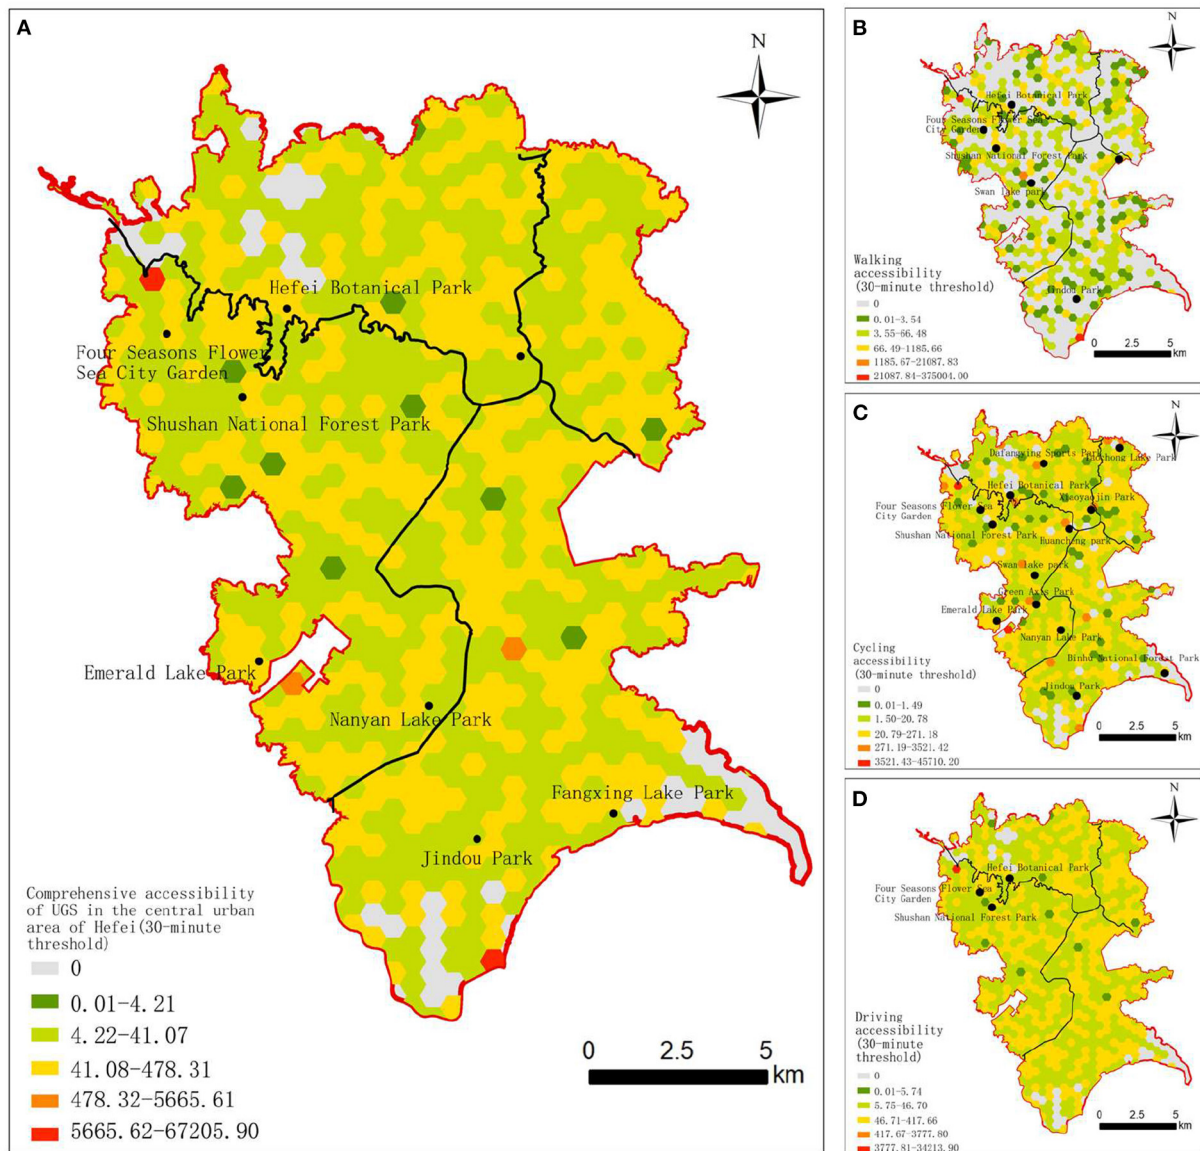 A
N
Hefei Botanical Park
Four Seasons Flower
Sea City Garden
Shushan National Forest Park
Emerald Lake Park
Nanyan Lake Park
Fangxing Lake Park
Jindou Park
Comprehensive accessibility
of UGS in the central urban
area of Hefei(30-minute
threshold)
0
0.01-4.21
4.22-41.07
41.08-478.31
478.32-5665.61
5665.62-67205.90
0 2.5 5
km
B
N
Hefei Botanical Park
Four Seasons Flower Sea
City Garden
Shushan National Forest Park
Swan lake park
Jindou Park
Walking
accessibility
(30-minute threshold)
0
0.01-3.54
3.55-66.48
66.49-1185.66
1185.67-21087.83
21087.84-375004.00
0 2.5 5
km
C
N
Dafangxing Sports Park
Lake Park
Hefei Botanical Park
Xiaoyaojin Park
Four Seasons Flower Sea
City Garden
Shushan National Forest Park
Huancheng park
Swan lake park
Green Axis Park
Emerald Lake Park
Nanyan Lake Park
Binhu National Forest Park
Jindou Park
Cycling
accessibility
(30-minute threshold)
0
0.01-1.49
1.50-20.78
20.79-271.18
271.19-3521.42
3521.43-45710.20
0 2.5 5
km
D
N
Hefei Botanical Park
Four Seasons Flower Sea
City Garden
Shushan National Forest Park
Driving
accessibility
(30-minute
threshold)
0
0.01-5.74
5.75-46.70
46.71-417.66
417.67-3777.80
3777.81-34213.90
0 2.5 5
km